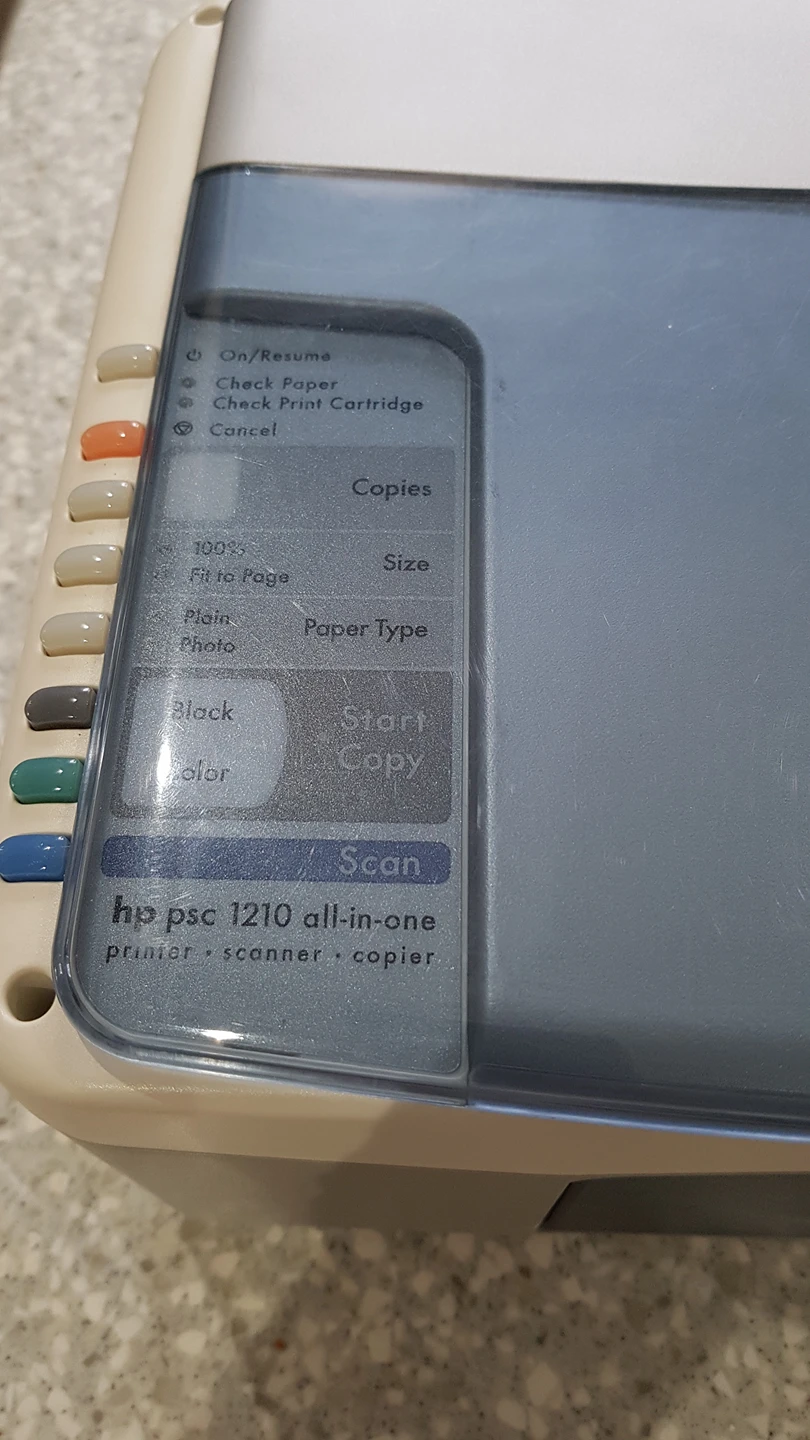 On/Resume
Check Paper
Check Print Cartridge
Cancel
Copies
100%
Fit to Page
Size
Plain
Photo
Paper Type
Black
Color
Start
Copy
Scan
hp psc 1210 all-in-one
printer • scanner • copier